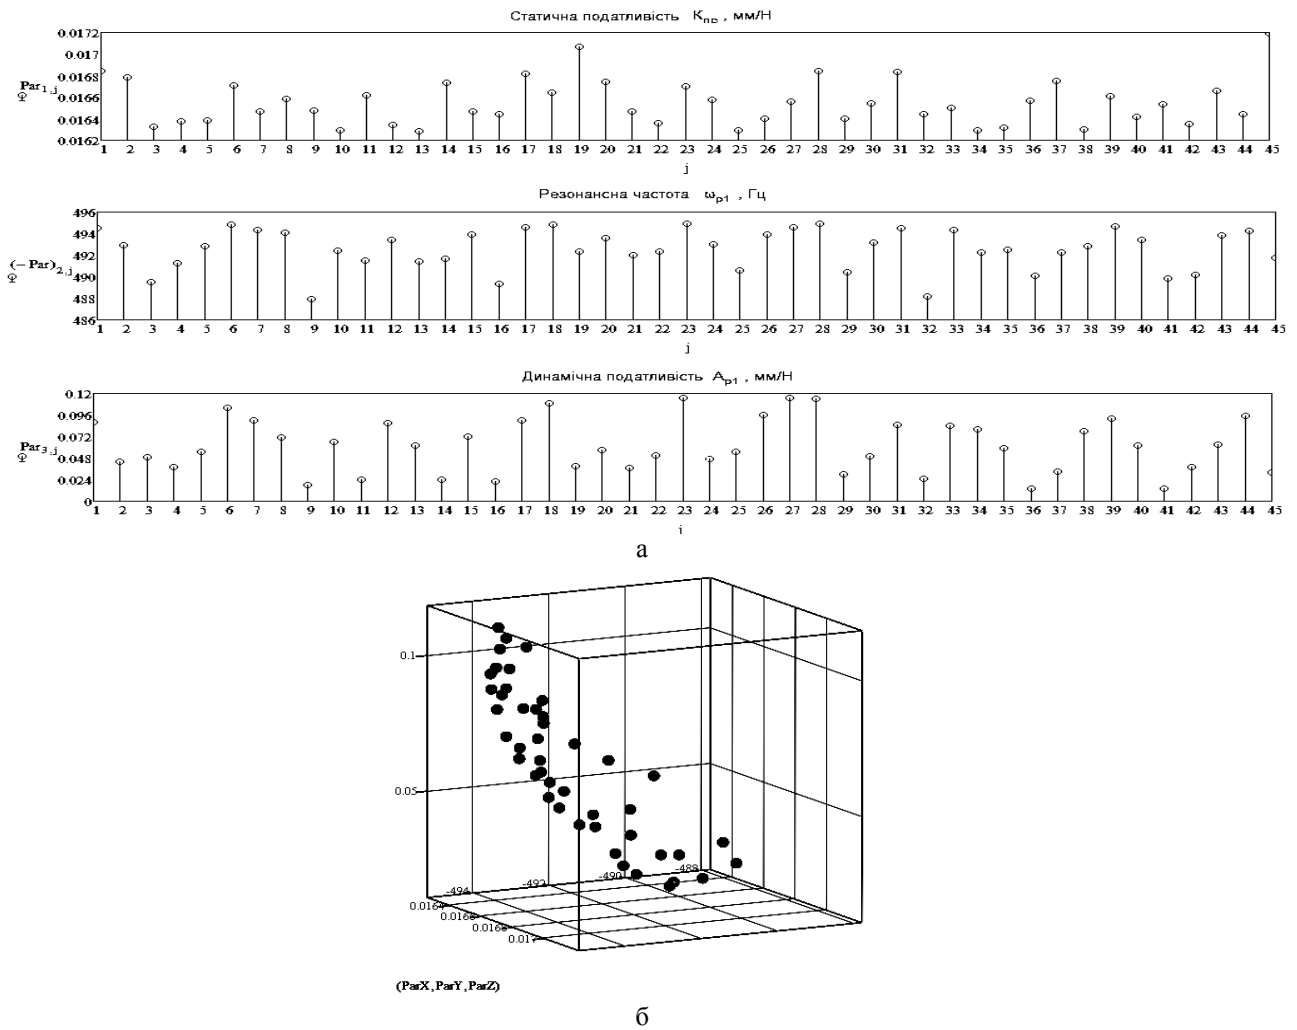 Статична податливість Kпр , мм/Н
0.0172
0.017
0.0168
Par1,j
0.0166
0.0164
0.0162
1 2 3 4 5 6 7 8 9 10 11 12 13 14 15 16 17 18 19 20 21 22 23 24 25 26 27 28 29 30 31 32 33 34 35 36 37 38 39 40 41 42 43 44 45
j
Резонансна частота ωр1 , Гц
496
494
492
(−Par)2,j
490
488
486
1 2 3 4 5 6 7 8 9 10 11 12 13 14 15 16 17 18 19 20 21 22 23 24 25 26 27 28 29 30 31 32 33 34 35 36 37 38 39 40 41 42 43 44 45
j
Динамічна податливість Ар1 , мм/Н
0.12
0.096
0.072
Par3,j
0.048
0.024
0
1 2 3 4 5 6 7 8 9 10 11 12 13 14 15 16 17 18 19 20 21 22 23 24 25 26 27 28 29 30 31 32 33 34 35 36 37 38 39 40 41 42 43 44 45
j
а
0.1
0.05
-494 -492 -490 -488
0.0164
0.0166
0.0168
0.017
(ParX,ParY,ParZ)
б